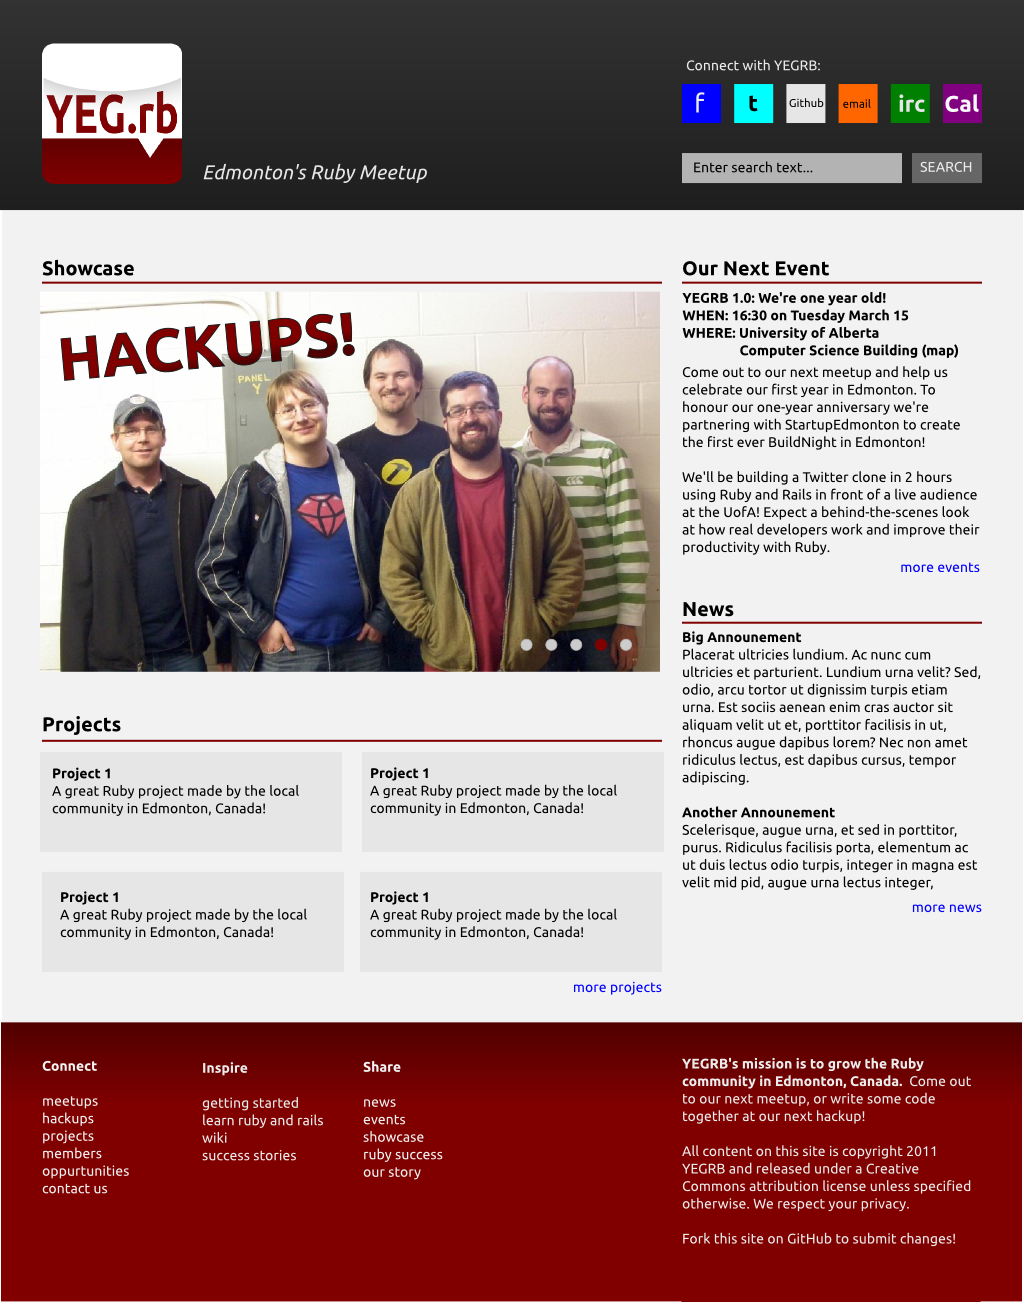 YEG.rb
Edmonton's Ruby Meetup
Connect with YEGRB:
f
t
Github
email
irc
Cal
Enter search text...
SEARCH
Showcase
HACKUPS!
PANEL
Y
Projects
Project 1
A great Ruby project made by the local
community in Edmonton, Canada!
Project 1
A great Ruby project made by the local
community in Edmonton, Canada!
Project 1
A great Ruby project made by the local
community in Edmonton, Canada!
Project 1
A great Ruby project made by the local
community in Edmonton, Canada!
more projects
Our Next Event
YEGRB 1.0: We're one year old!
WHEN: 16:30 on Tuesday March 15
WHERE: University of Alberta
Computer Science Building (map)
Come out to our next meetup and help us
celebrate our first year in Edmonton. To
honour our one-year anniversary we're
partnering with StartupEdmonton to create
the first ever BuildNight in Edmonton!
We'll be building a Twitter clone in 2 hours
using Ruby and Rails in front of a live audience
at the UofA! Expect a behind-the-scenes look
at how real developers work and improve their
productivity with Ruby.
more events
News
Big Announement
Placerat ultricies lundium. Ac nunc cum
ultricies et parturient. Lundium urna velit? Sed,
odio, arcu tortor ut dignissim turpis etiam
urna. Est sociis aenean enim cras auctor sit
aliquam velit ut et, porttitor facilisis in ut,
rhoncus augue dapibus lorem? Nec non amet
ridiculus lectus, est dapibus cursus, tempor
adipiscing.
Another Announement
Scelerisque, augue urna, et sed in porttitor,
purus. Ridiculus facilisis porta, elementum ac
ut duis lectus odio turpis, integer in magna est
velit mid pid, augue urna lectus integer,
more news
Connect
meetups
hackups
projects
members
oppurtunities
contact us
Inspire
getting started
learn ruby and rails
wiki
success stories
Share
news
events
showcase
ruby success
our story
YEGRB's mission is to grow the Ruby
community in Edmonton, Canada. Come out
to our next meetup, or write some code
together at our next hackup!
All content on this site is copyright 2011
YEGRB and released under a Creative
Commons attribution license unless specified
otherwise. We respect your privacy.
Fork this site on GitHub to submit changes!